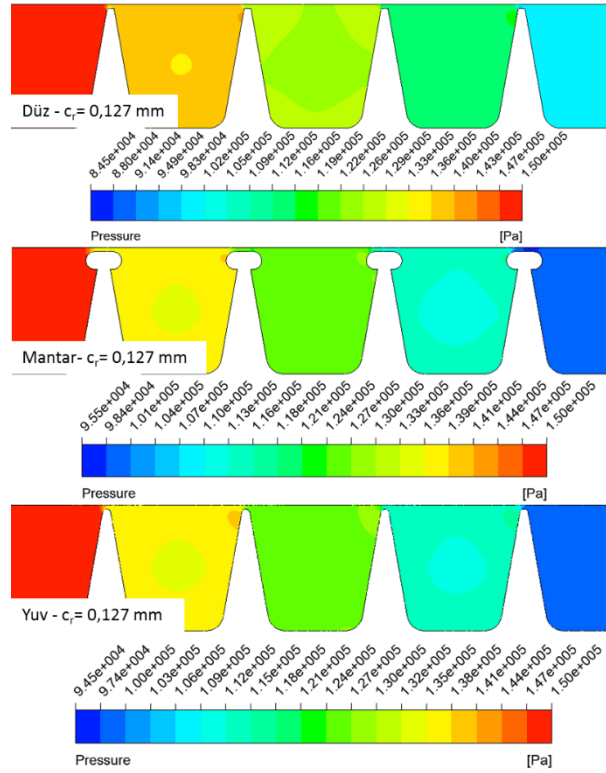 Düz - cr= 0,127 mm
8.45e+004 8.80e+004 9.14e+004 9.49e+004 9.83e+004 1.02e+005 1.05e+005 1.09e+005 1.12e+005 1.16e+005 1.19e+005 1.22e+005 1.26e+005 1.29e+005 1.33e+005 1.36e+005 1.40e+005 1.43e+005 1.47e+005 1.50e+005
Pressure [Pa]
Mantar- cr= 0,127 mm
9.55e+004 9.84e+004 1.01e+005 1.04e+005 1.07e+005 1.10e+005 1.13e+005 1.16e+005 1.18e+005 1.21e+005 1.24e+005 1.27e+005 1.30e+005 1.33e+005 1.36e+005 1.39e+005 1.41e+005 1.44e+005 1.47e+005 1.50e+005
Pressure [Pa]
Yuv - cr= 0,127 mm
9.45e+004 9.74e+004 1.00e+005 1.03e+005 1.06e+005 1.09e+005 1.12e+005 1.15e+005 1.18e+005 1.21e+005 1.24e+005 1.27e+005 1.30e+005 1.32e+005 1.35e+005 1.38e+005 1.41e+005 1.44e+005 1.47e+005 1.50e+005
Pressure [Pa]